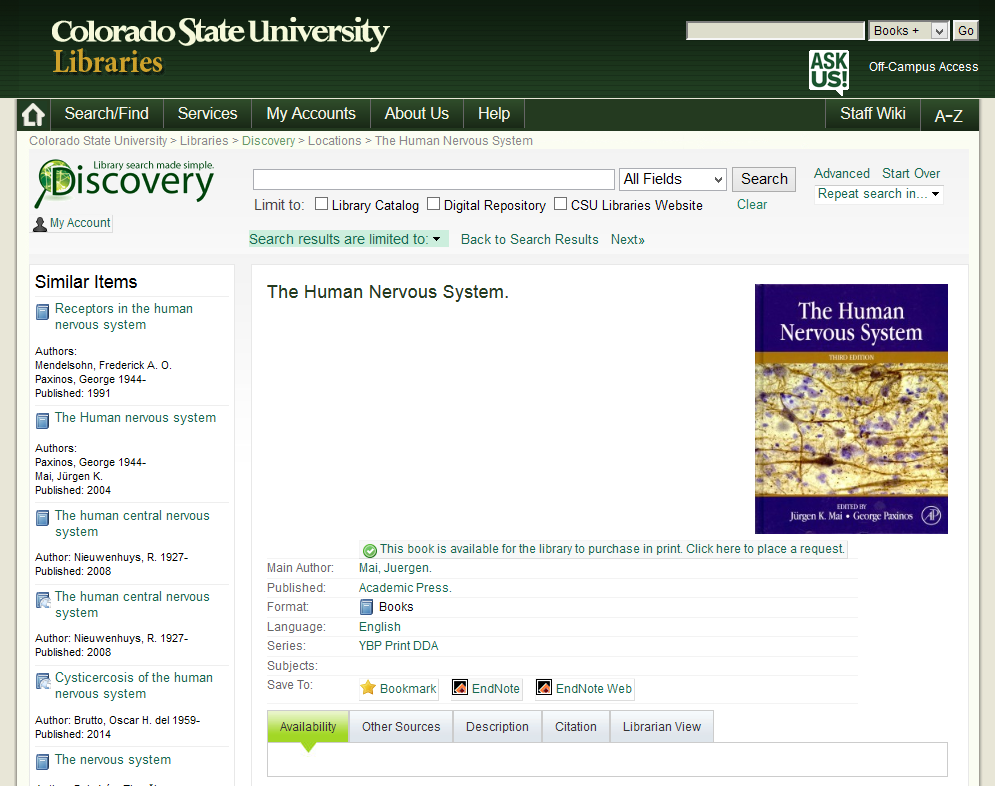 Colorado State University
Libraries
Books +
Go
ASK US!
Off-Campus Access
Search/Find
Services
My Accounts
About Us
Help
Staff Wiki
A-Z
Colorado State University > Libraries > Discovery > Locations > The Human Nervous System
Library search made simple.
Discovery
All Fields
Search
Advanced
Start Over
Repeat search in...
Limit to:
Library Catalog
Digital Repository
CSU Libraries Website
Clear
My Account
Search results are limited to:
Back to Search Results
Next»
Similar Items
Receptors in the human
nervous system
Authors:
Mendelsohn, Frederick A. O.
Paxinos, George 1944-
Published: 1991
The Human nervous system
Authors:
Paxinos, George 1944-
Mai, Jürgen K.
Published: 2004
The human central nervous
system
Author: Nieuwenhuys, R. 1927-
Published: 2008
The human central nervous
system
Author: Nieuwenhuys, R. 1927-
Published: 2008
Cysticercosis of the human
nervous system
Author: Brutto, Oscar H. del 1959-
Published: 2014
The nervous system
The Human Nervous System.
The Human
Nervous System
THIRD EDITION
EDITED BY
Jürgen K. Mai • George Paxinos
AP
This book is available for the library to purchase in print. Click here to place a request.
Main Author: Mai, Juergen.
Published: Academic Press.
Format: Books
Language: English
Series: YBP Print DDA
Subjects:
Save To: Bookmark EndNote EndNote Web
Availability
Other Sources
Description
Citation
Librarian View